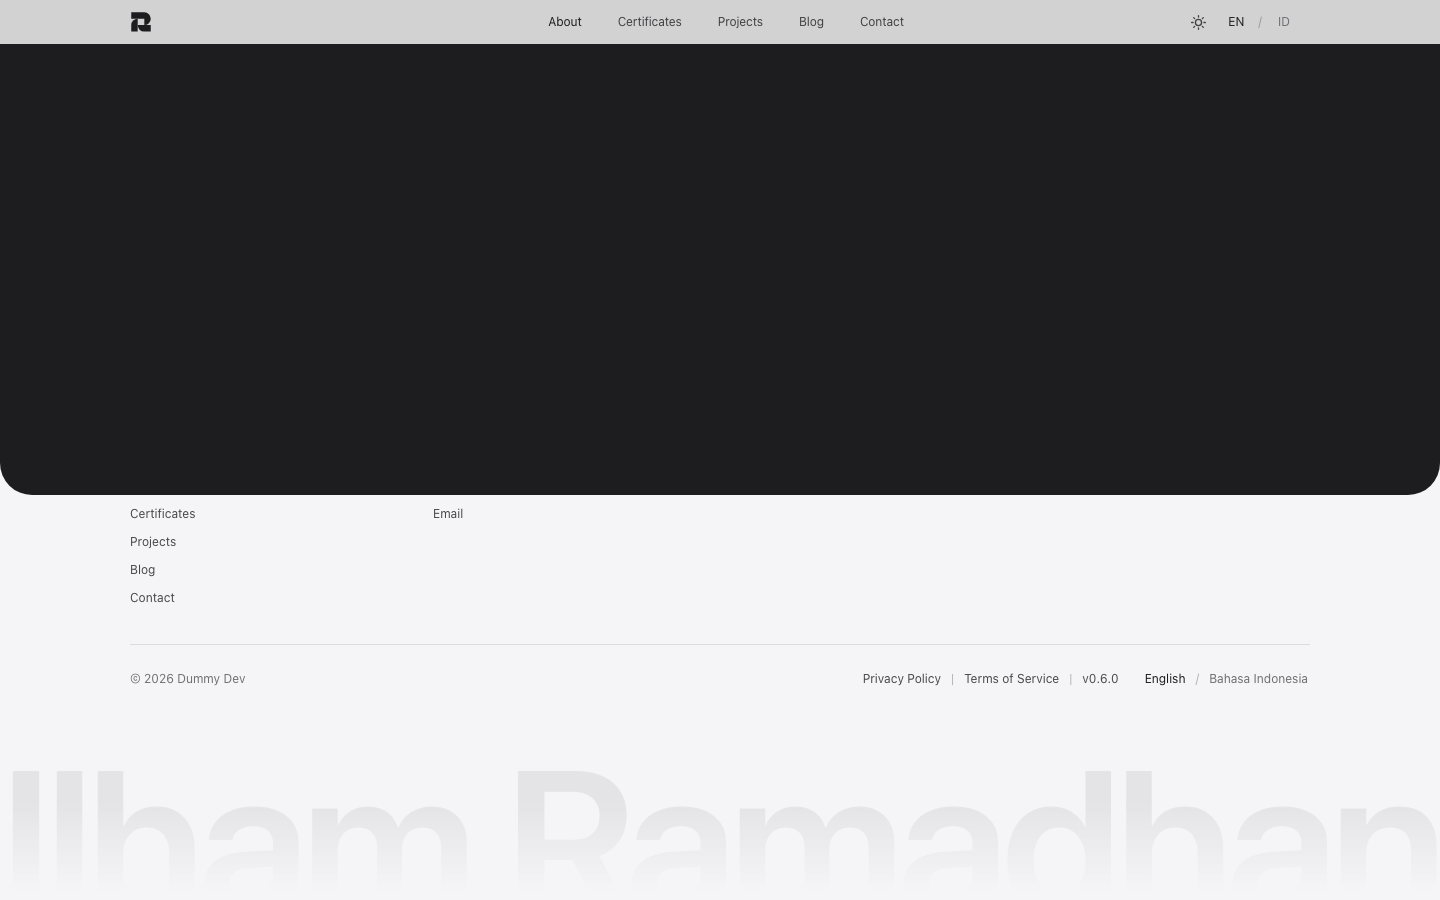 About Certificates Projects Blog Contact EN / ID
Certificates Email
Projects
Blog
Contact
© 2026 Dummy Dev Privacy Policy | Terms of Service | v0.6.0 English / Bahasa Indonesia
Ilham Ramadhan